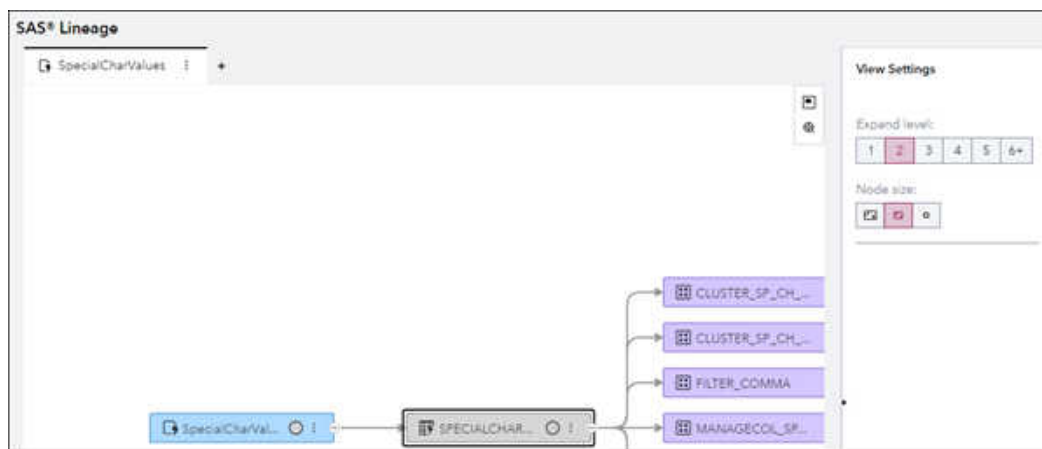 SAS® Lineage
SpecialCharValues
View Settings
Expand level:
1 2 3 4 5 6+
Node size:
CLUSTER_SP_CH_...
CLUSTER_SP_CH_...
FILTER_COMMA
SpecialCharVal...
SPECIALCHAR...
MANAGECOL_SP...